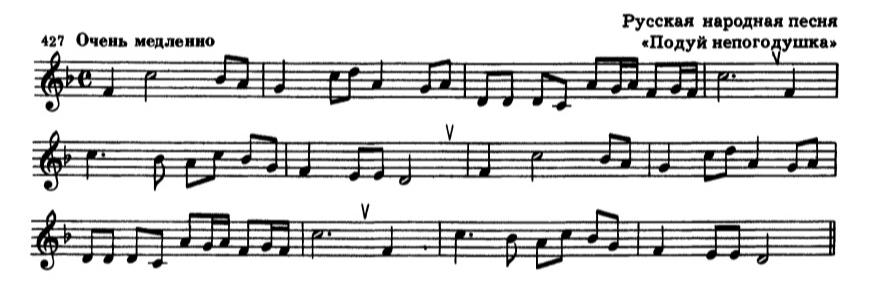 Русская народная песня
427 Очень медленно
«Подуй непогодушка»